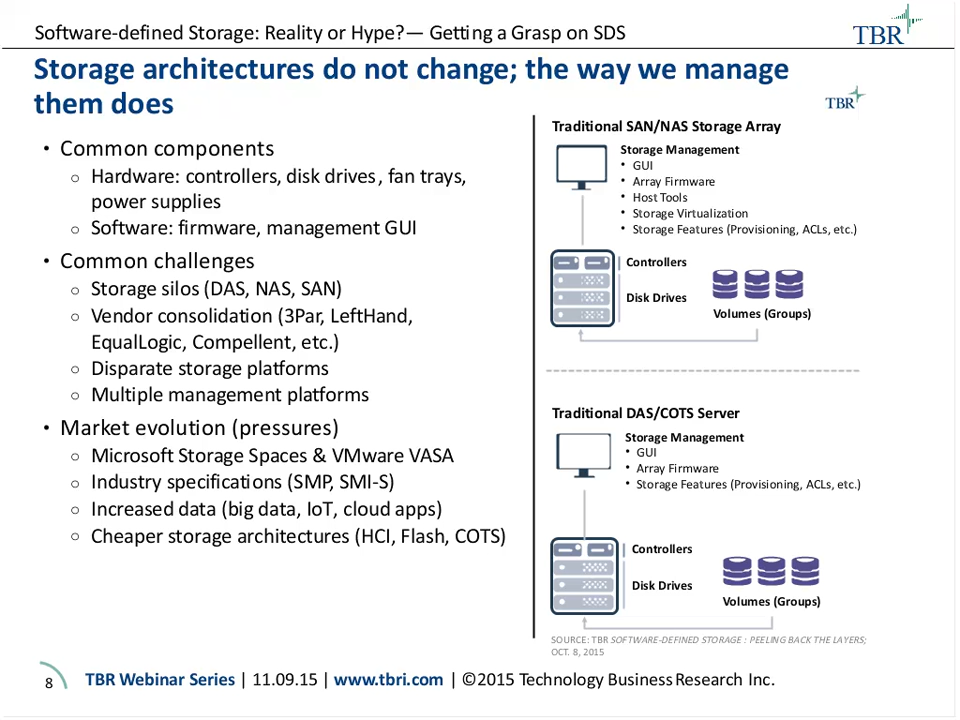 Software-defined Storage: Reality or Hype?— Getting a Grasp on SDS
TBR
Storage architectures do not change; the way we manage
them does
TBR
• Common components
○ Hardware: controllers, disk drives, fan trays,
power supplies
○ Software: firmware, management GUI
• Common challenges
○ Storage silos (DAS, NAS, SAN)
○ Vendor consolidation (3Par, LeftHand,
EqualLogic, Compellent, etc.)
○ Disparate storage platforms
○ Multiple management platforms
• Market evolution (pressures)
○ Microsoft Storage Spaces & VMware VASA
○ Industry specifications (SMP, SMI-S)
○ Increased data (big data, IoT, cloud apps)
○ Cheaper storage architectures (HCI, Flash, COTS)
Traditional SAN/NAS Storage Array
Storage Management
• GUI
• Array Firmware
• Host Tools
• Storage Virtualization
• Storage Features (Provisioning, ACLs, etc.)
Controllers
Disk Drives
Volumes (Groups)
Traditional DAS/COTS Server
Storage Management
• GUI
• Array Firmware
• Storage Features (Provisioning, ACLs, etc.)
Controllers
Disk Drives
Volumes (Groups)
SOURCE: TBR SOFTWARE-DEFINED STORAGE : PEELING BACK THE LAYERS;
OCT. 8, 2015
8
TBR Webinar Series | 11.09.15 | www.tbri.com | ©2015 Technology Business Research Inc.